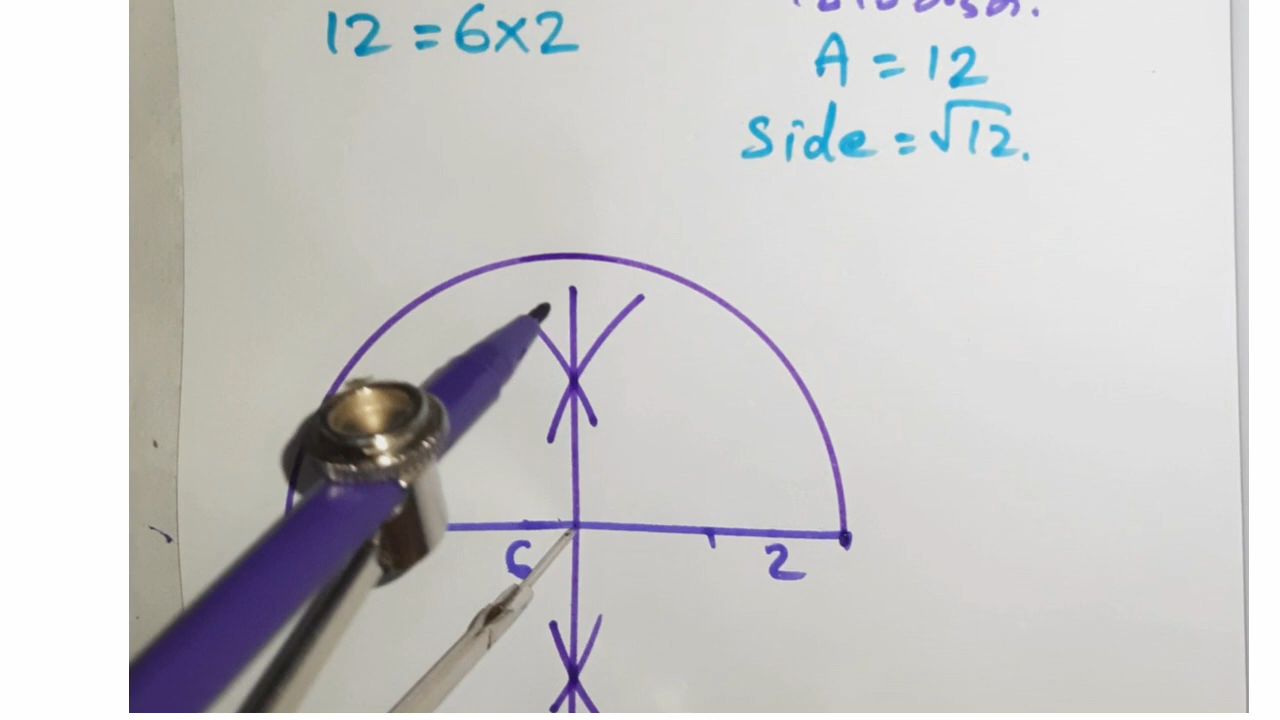 12 = 6×2
A = 12
Side = √12.
6
2